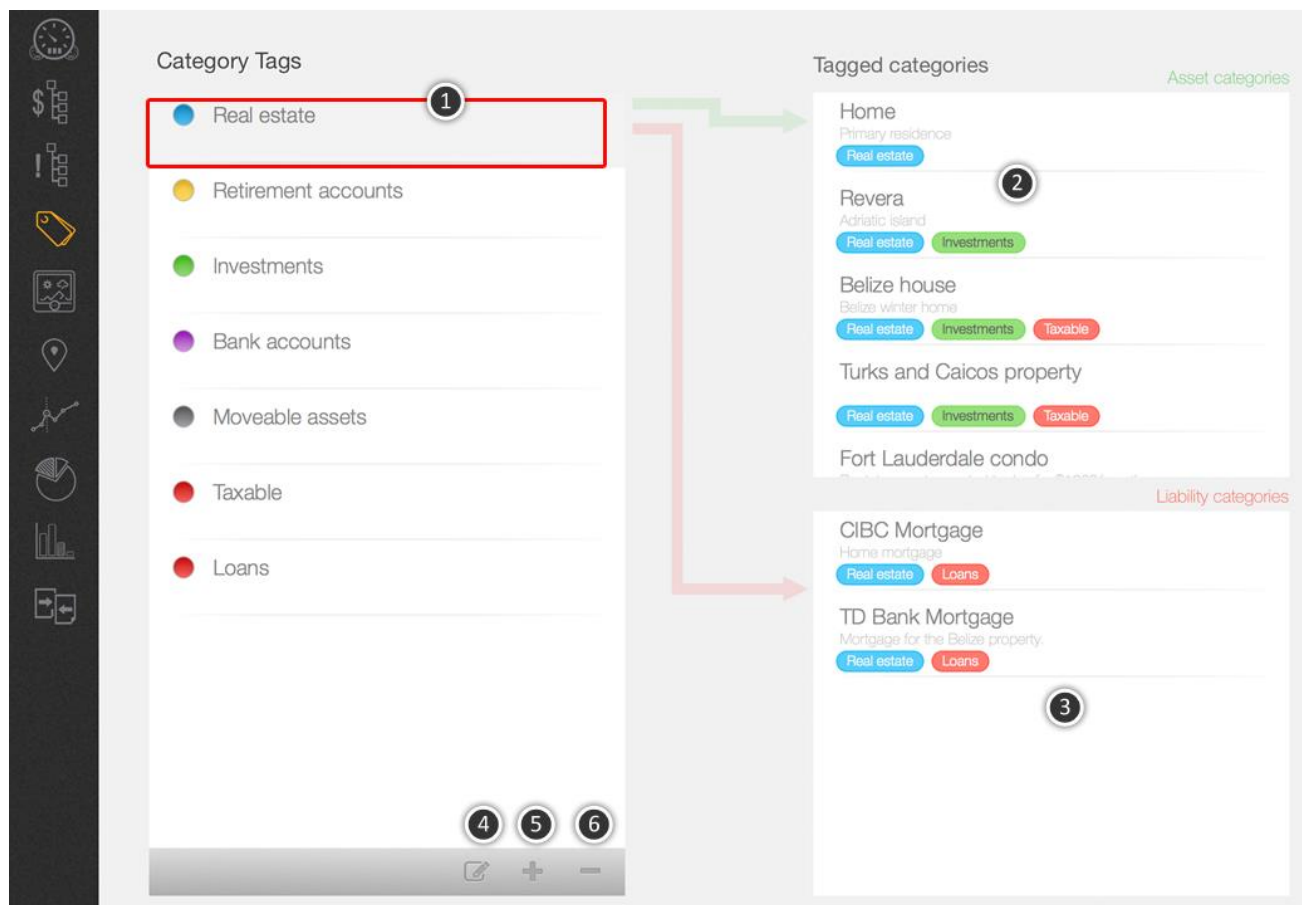 Category Tags
1
Real estate
Retirement accounts
Investments
Bank accounts
Moveable assets
Taxable
Loans
4 5 6
Tagged categories
Asset categories
Home
Primary residence
Real estate
2
Revera
Adriatic island
Real estate Investments
Belize house
Belize winter home
Real estate Investments Taxable
Turks and Caicos property
Real estate Investments Taxable
Fort Lauderdale condo
Liability categories
CIBC Mortgage
Home mortgage
Real estate Loans
TD Bank Mortgage
Mortgage for the Belize property.
Real estate Loans
3